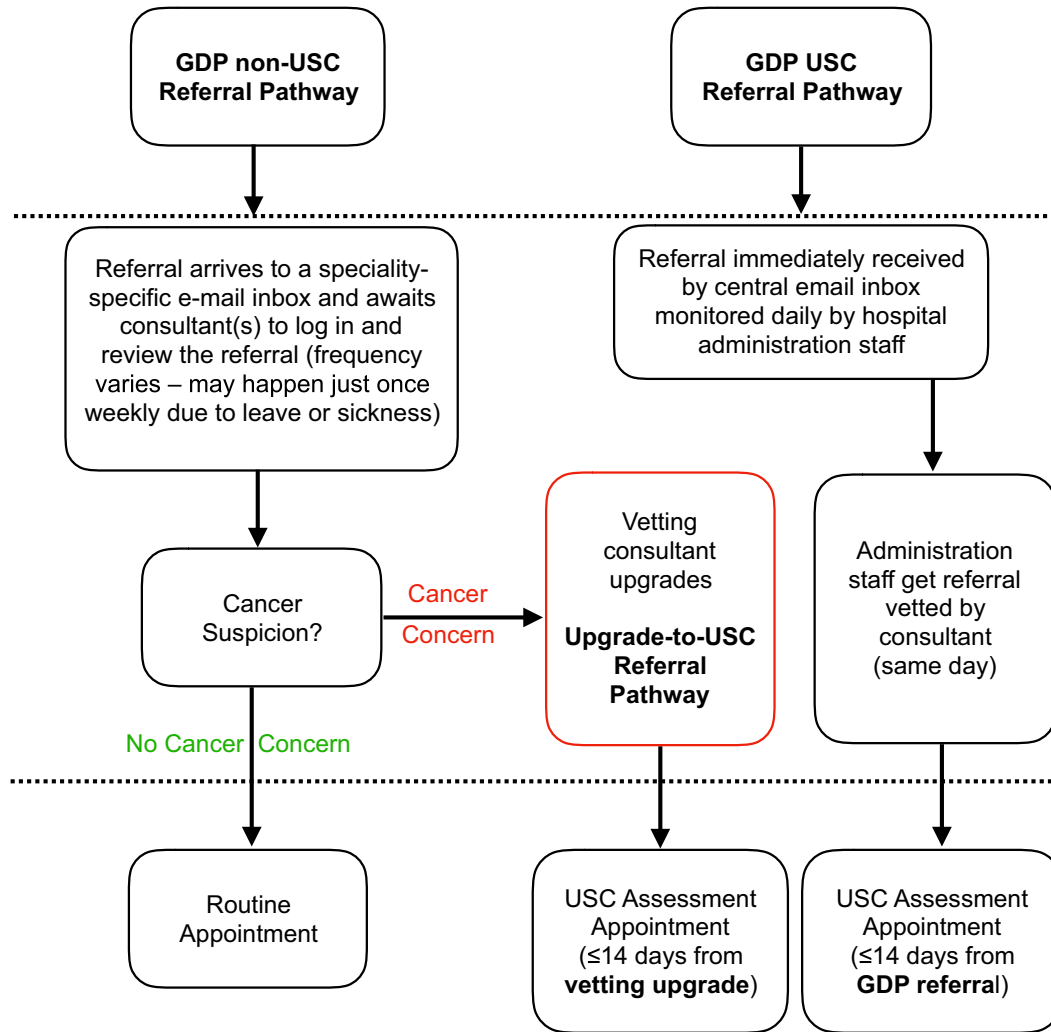 GDP non-USC
Referral Pathway
GDP USC
Referral Pathway
Referral arrives to a speciality-
specific e-mail inbox and awaits
consultant(s) to log in and
review the referral (frequency
varies – may happen just once
weekly due to leave or sickness)
Referral immediately received
by central email inbox
monitored daily by hospital
administration staff
Cancer
Suspicion?
Cancer
Concern
Vetting
consultant
upgrades
Upgrade-to-USC
Referral
Pathway
Administration
staff get referral
vetted by
consultant
(same day)
No Cancer Concern
Routine
Appointment
USC Assessment
Appointment
(≤14 days from
vetting upgrade)
USC Assessment
Appointment
(≤14 days from
GDP referral)